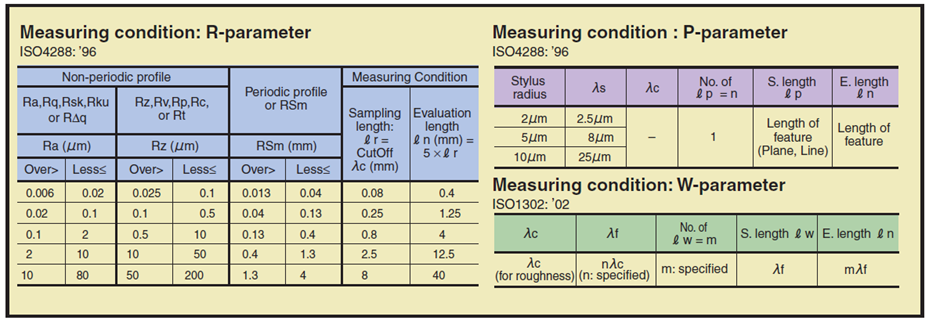 Measuring condition: R-parameter
ISO4288: '96
Non-periodic profile
Periodic profile
or RSm
Measuring Condition
Ra,Rq,Rsk,Rku
or R∆q
Rz,Rv,Rp,Rc,
or Rt
Sampling
length:
ℓ r =
CutOff
λc (mm)
Evaluation
length
ℓ n (mm) =
5 × ℓ r
Ra (µm) Rz (µm) RSm (mm)
Over> Less≤ Over> Less≤ Over> Less≤
0.006 0.02 0.025 0.1 0.013 0.04 0.08 0.4
0.02 0.1 0.1 0.5 0.04 0.13 0.25 1.25
0.1 2 0.5 10 0.13 0.4 0.8 4
2 10 10 50 0.4 1.3 2.5 12.5
10 80 50 200 1.3 4 8 40
Measuring condition : P-parameter
ISO4288: '96
Stylus
radius
λs
λc
No. of
ℓ p = n
S. length
ℓ p
E. length
ℓ n
2µm 2.5µm
5µm 8µm
10µm 25µm
–
1
Length of
feature
(Plane, Line)
Length of
feature
Measuring condition: W-parameter
ISO1302: '02
λc
λf
No. of
ℓ w = m
S. length ℓ w
E. length ℓ n
λc
(for roughness)
nλc
(n: specified)
m: specified
λf
mλf